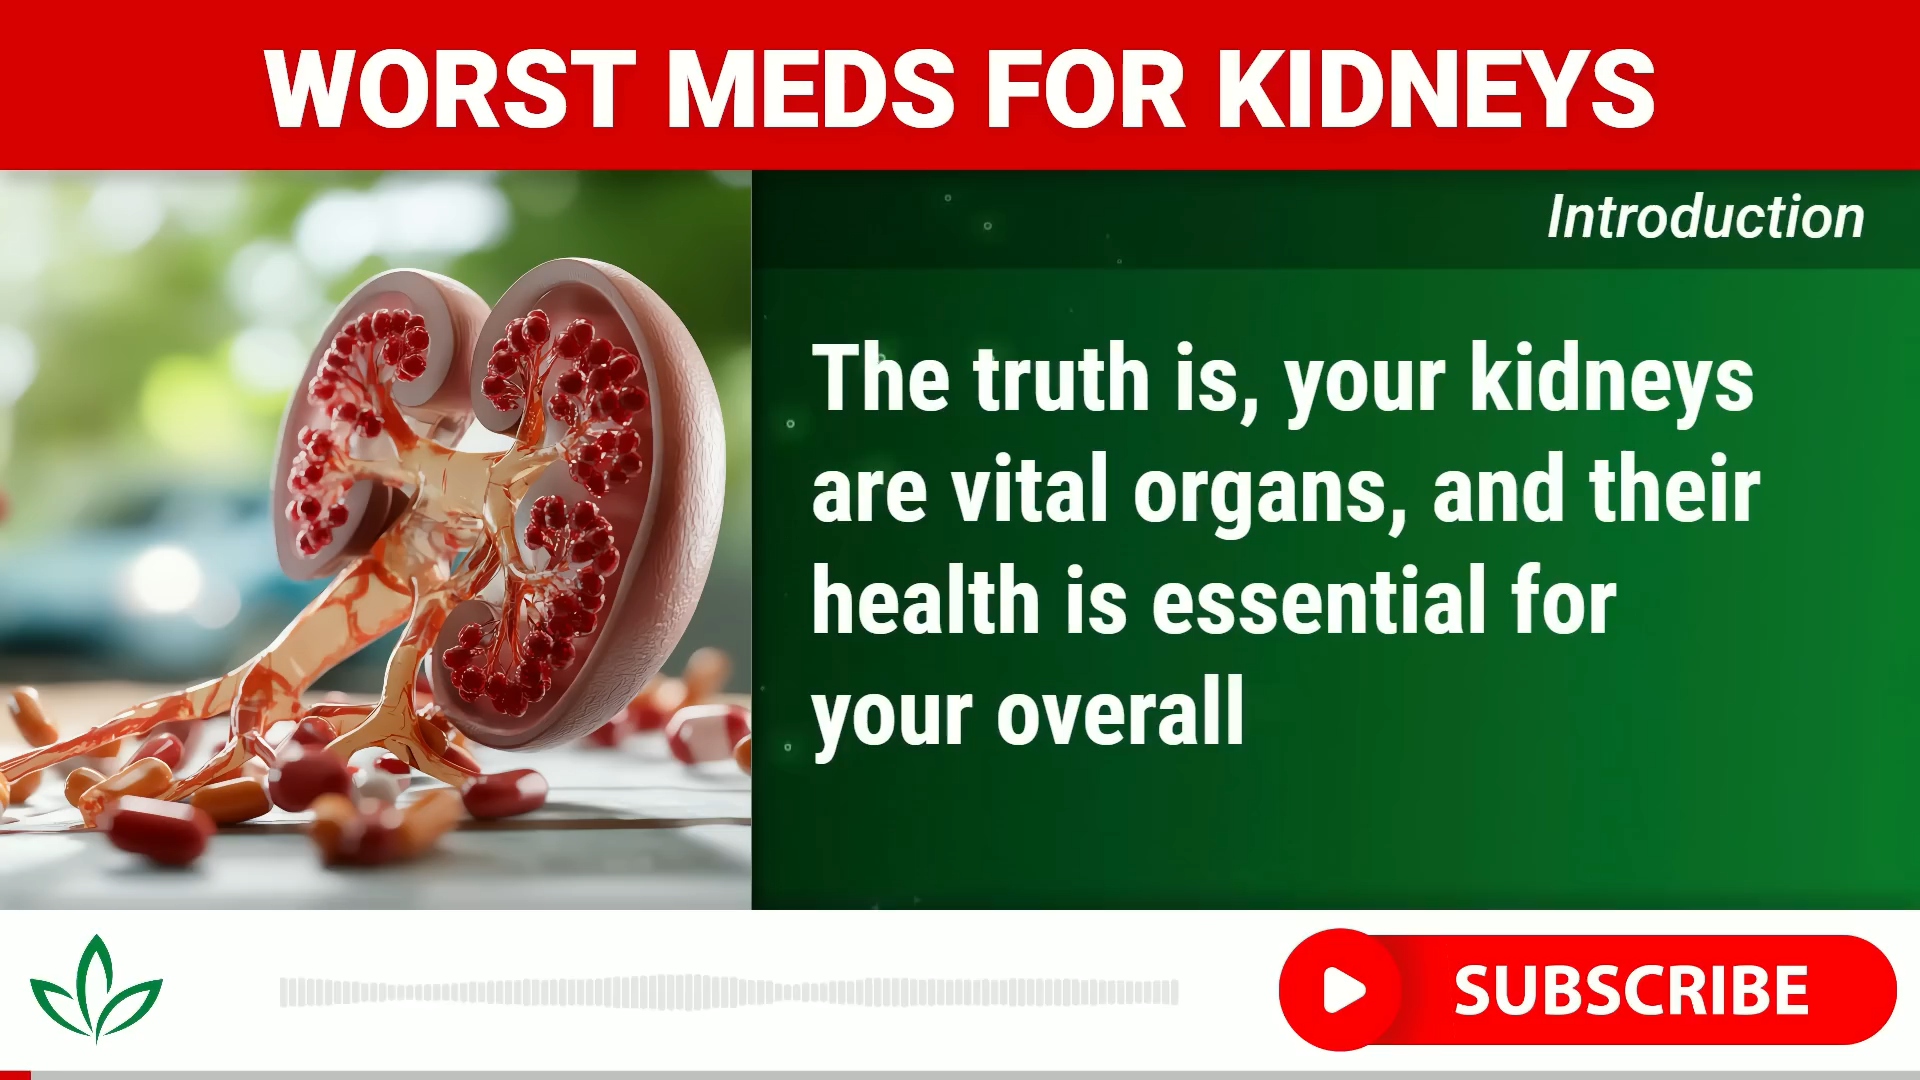 WORST MEDS FOR KIDNEYS
Introduction
The truth is, your kidneys
are vital organs, and their
health is essential for
your overall
SUBSCRIBE